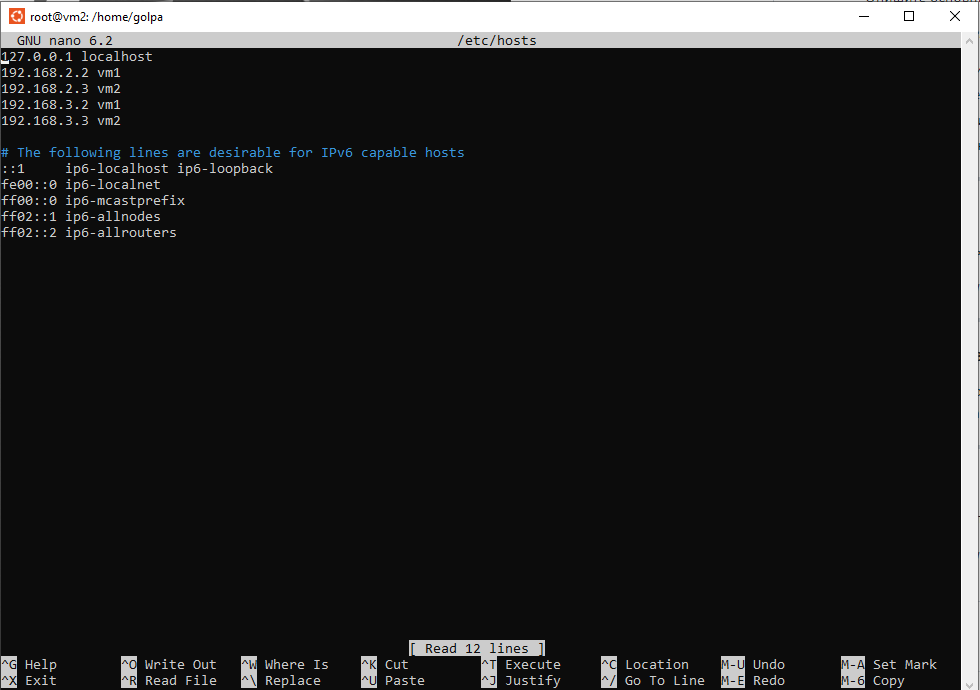 root@vm2: /home/golpa
GNU nano 6.2 /etc/hosts
127.0.0.1 localhost
192.168.2.2 vm1
192.168.2.3 vm2
192.168.3.2 vm1
192.168.3.3 vm2
# The following lines are desirable for IPv6 capable hosts
::1     ip6-localhost ip6-loopback
fe00::0 ip6-localnet
ff00::0 ip6-mcastprefix
ff02::1 ip6-allnodes
ff02::2 ip6-allrouters
[ Read 12 lines ]
^G Help ^O Write Out ^W Where Is ^K Cut ^T Execute ^C Location M-U Undo M-A Set Mark
^X Exit ^R Read File ^\ Replace ^U Paste ^J Justify ^/ Go To Line M-E Redo M-6 Copy